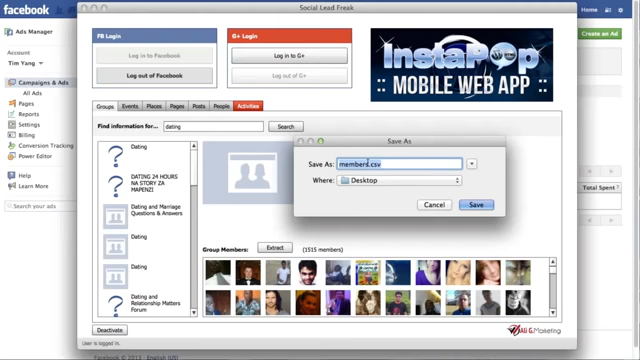 Social Lead Freak
facebook
Home
Ads Manager
Create an Ad
Account
Tim Yang
Campaigns & Ads
All Ads
Pages
Reports
Settings
Billing
Conversion Tracking
Power Editor
Help
Learn More
Search your ads
FB Login
Log in to Facebook
Log out of Facebook
G+ Login
Log in to G+
Log out of G+
InstaPop
:: MOBILE WEB APP ::
Groups Events Places Pages Posts People Activities
Find information for... dating Search
Dating
DATING 24 HOURS
NA STORY ZA
MAPENZI
Dating and Marriage
Questions & Answers
Dating
Dating
Dating and
Relationship Matters
Forum
Save As
Save As: members.csv
Where: Desktop
Cancel Save
Total Spent
Group Members: Extract (1515 members)
Deactivate
Ali G. Marketing
User is logged in.
Facebook © 2013 · English (US)